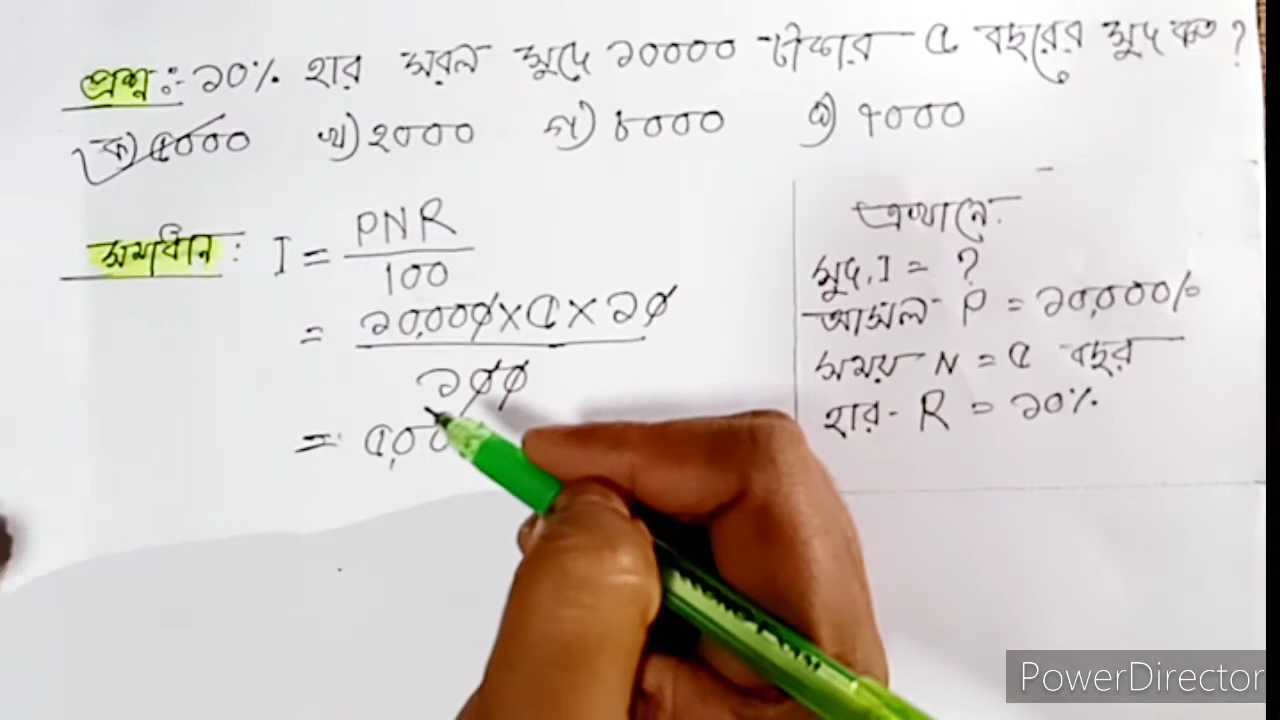 প্রশ্ন :- ১০% হার সরল সুদে ১০০০০ টাকার ৫ বছরের সুদ কত ?
ক) ৫০০০ খ) ২০০০ গ) ৪০০০ ঘ) ৭০০০
সমাধান : I = PNR
100
= ১০,০০০ × ৫ × ১০
১০০
= ৫,০০
এখানে:
সুদ, I = ?
আসল P = ১০,০০০/-
সময় N = ৫ বছর
হার- R = ১০%
PowerDirector